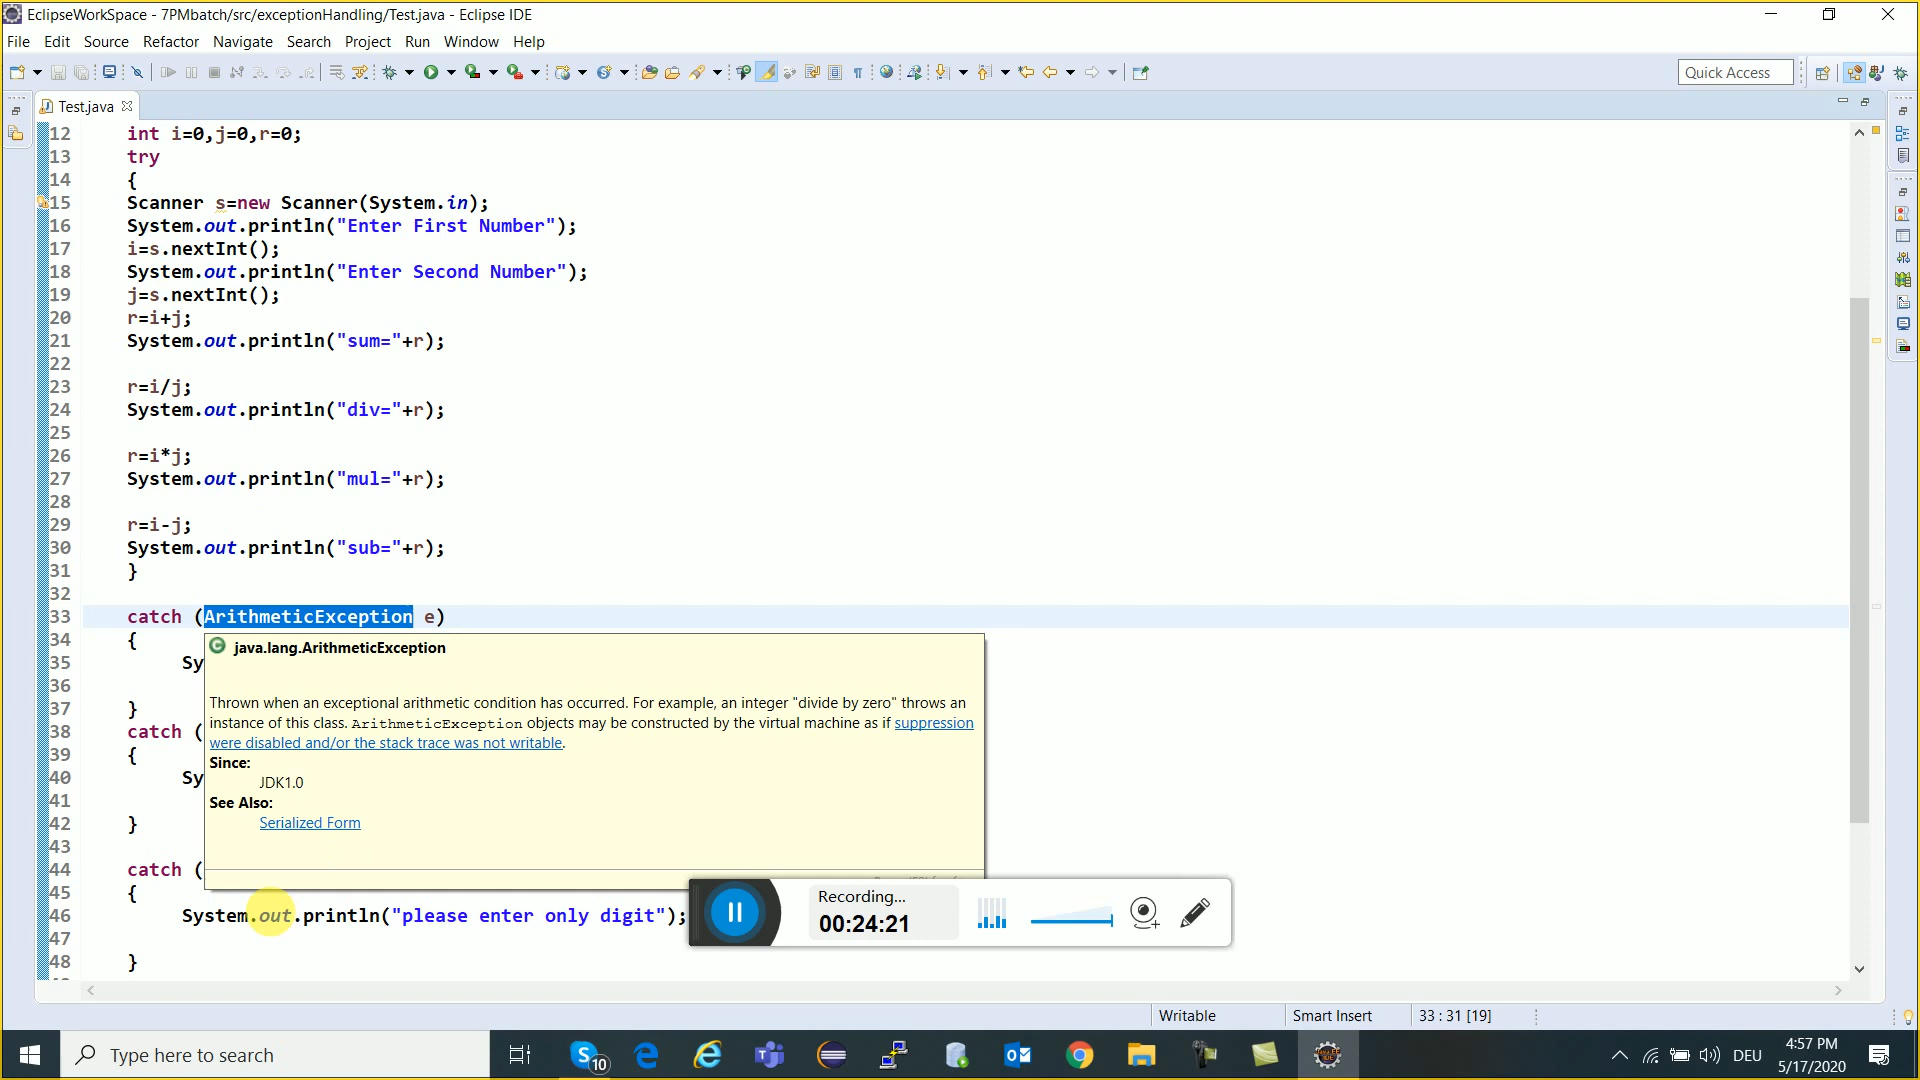 EclipseWorkSpace - 7PMbatch/src/exceptionHandling/Test.java - Eclipse IDE
File Edit Source Refactor Navigate Search Project Run Window Help
Quick Access
Test.java
12 int i=0,j=0,r=0;
13 try
14 {
15 Scanner s=new Scanner(System.in);
16 System.out.println("Enter First Number");
17 i=s.nextInt();
18 System.out.println("Enter Second Number");
19 j=s.nextInt();
20 r=i+j;
21 System.out.println("sum="+r);
22
23 r=i/j;
24 System.out.println("div="+r);
25
26 r=i*j;
27 System.out.println("mul="+r);
28
29 r=i-j;
30 System.out.println("sub="+r);
31 }
32
33 catch (ArithmeticException e)
34 {
java.lang.ArithmeticException
35 Sy
36
Thrown when an exceptional arithmetic condition has occurred. For example, an integer "divide by zero" throws an
37 }
instance of this class. ArithmeticException objects may be constructed by the virtual machine as if suppression
38 catch (
were disabled and/or the stack trace was not writable.
39 {
Since:
40 Sy
JDK1.0
41
See Also:
42 }
Serialized Form
43
44 catch (
45 {
46 System.out.println("please enter only digit");
47
48 }
Recording...
00:24:21
Writable Smart Insert 33 : 31 [19]
Type here to search
10
DEU
4:57 PM
5/17/2020